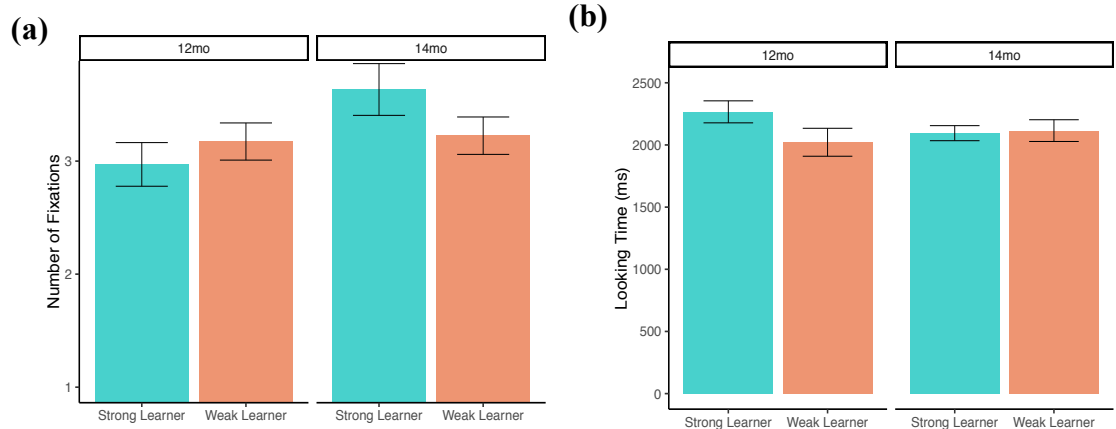 (a)
12mo
14mo
Number of Fixations
3
2
1
Strong Learner
Weak Learner
Strong Learner
Weak Learner
(b)
12mo
14mo
Looking Time (ms)
2500
2000
1500
1000
500
0
Strong Learner
Weak Learner
Strong Learner
Weak Learner